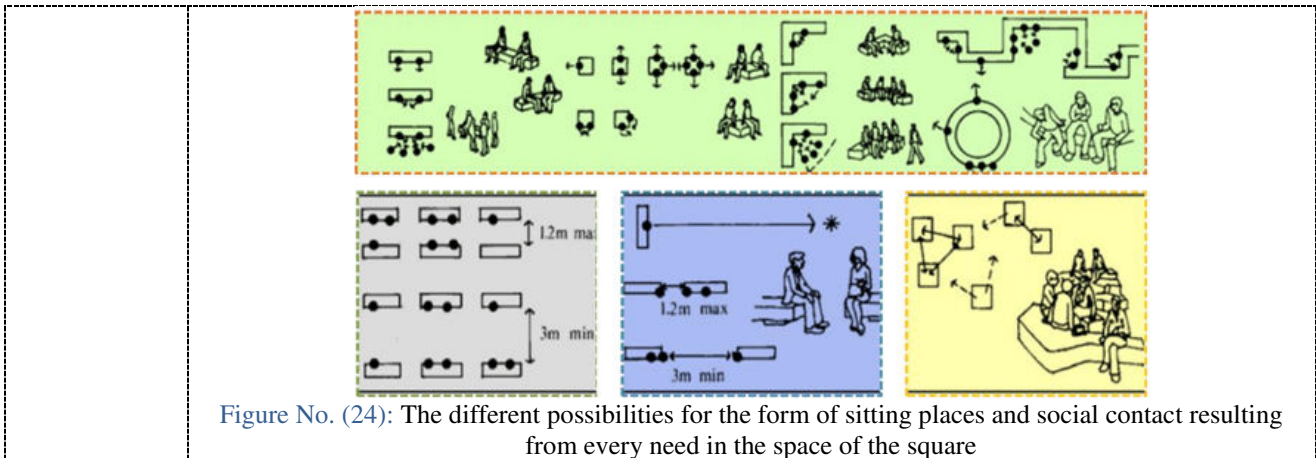 1.2m ma
3m min
1.2m max
3m min
Figure No. (24): The different possibilities for the form of sitting places and social contact resulting
from every need in the space of the square